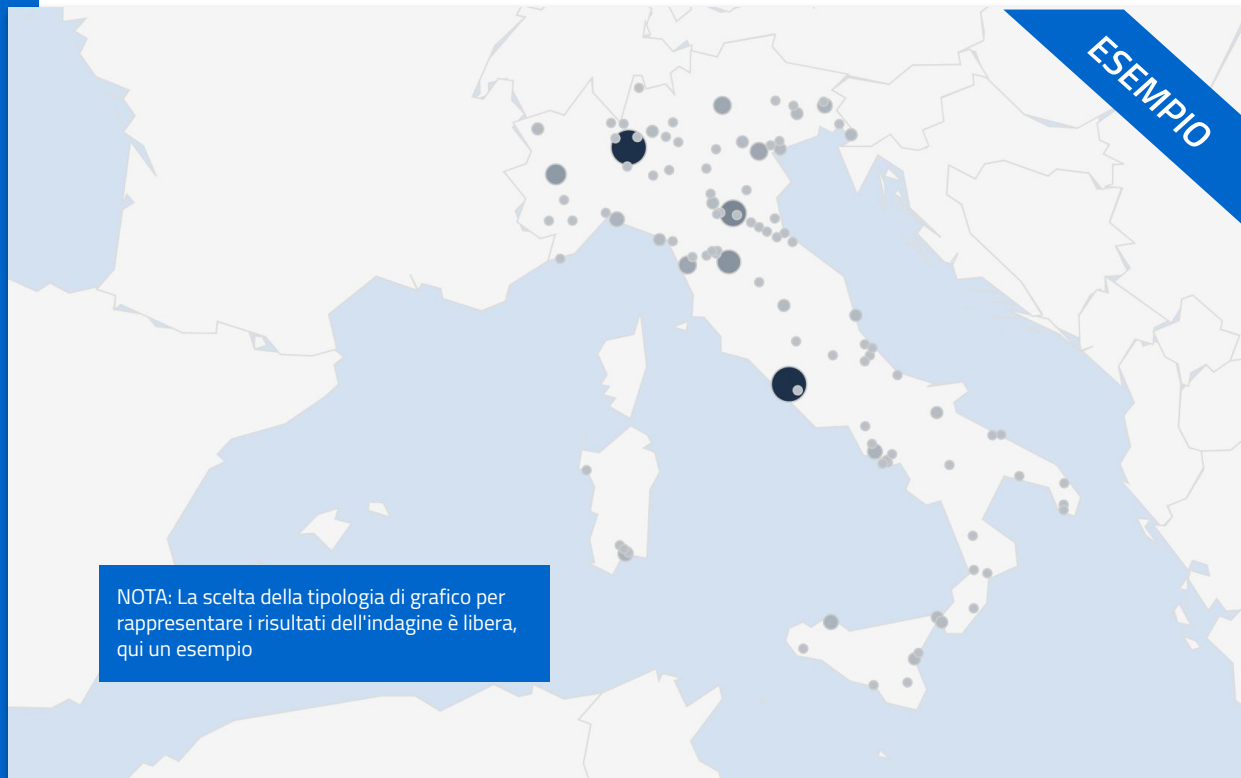 ESEMPIO
NOTA: La scelta della tipologia di grafico per
rappresentare i risultati dell'indagine è libera,
qui un esempio